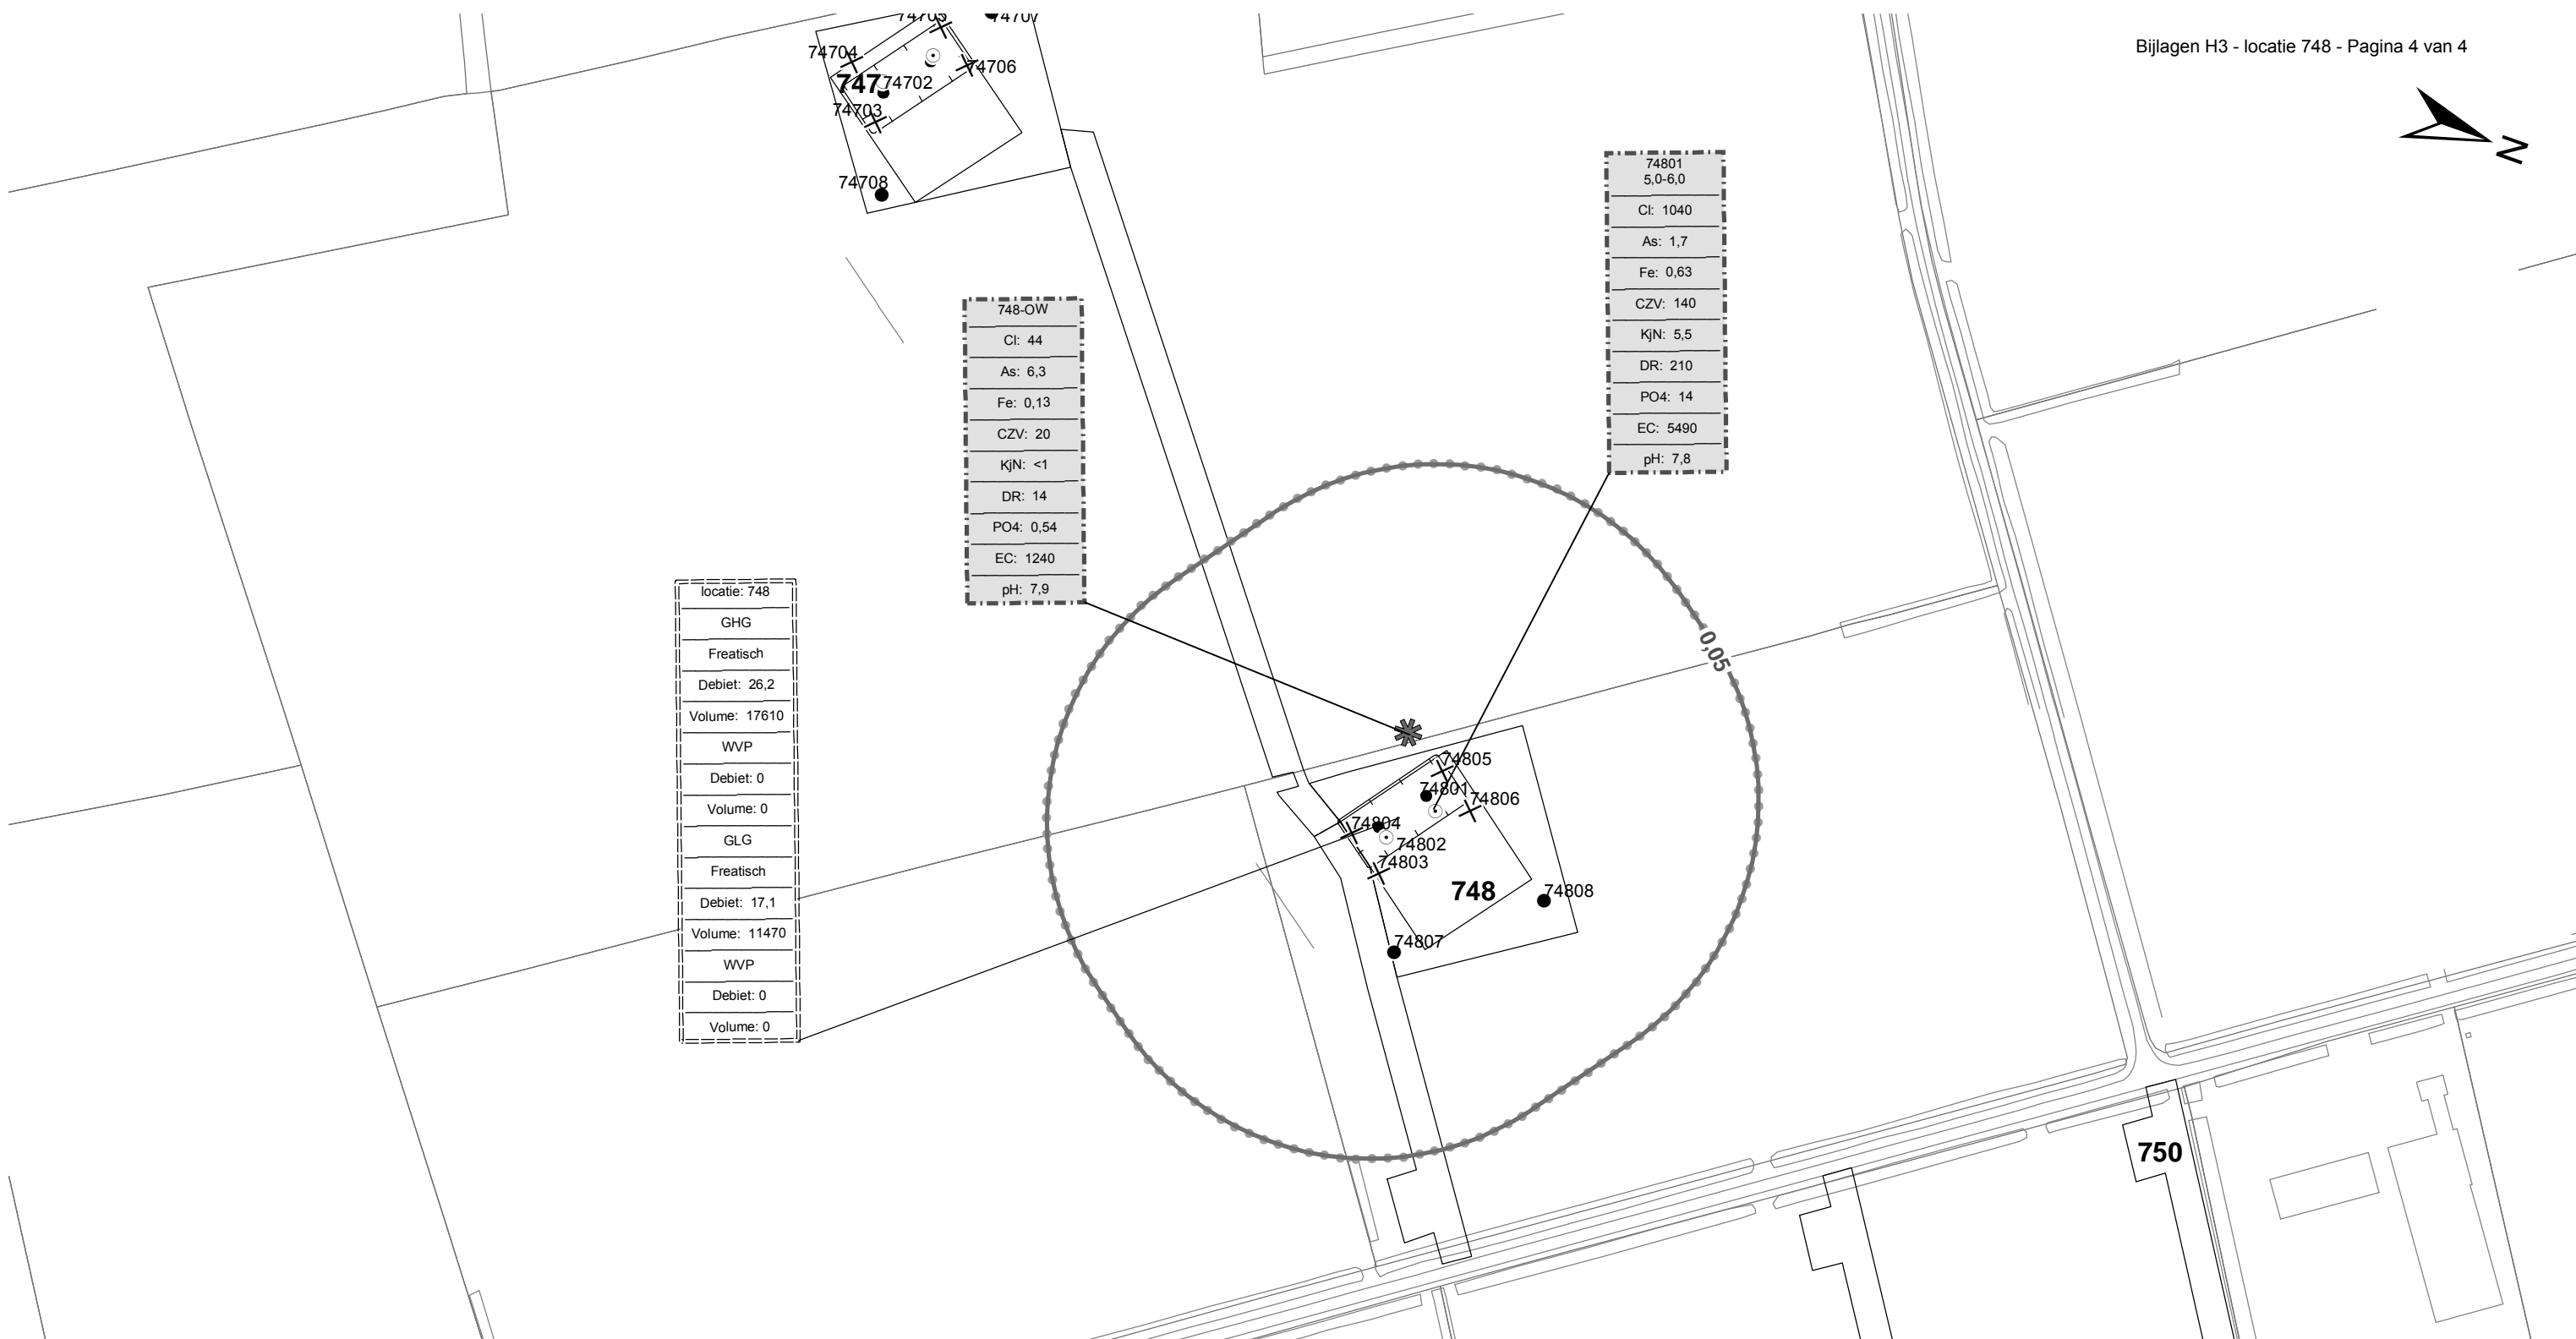 Bijlagen H3 - locatie 748 - Pagina 4 van 4
N
74705
74707
74704
74706
747
74702
74703
74708
74801
5,0-6,0
Cl: 1040
As: 1,7
Fe: 0,63
CZV: 140
KjN: 5,5
DR: 210
PO4: 14
EC: 5490
pH: 7,8
748-OW
Cl: 44
As: 6,3
Fe: 0,13
CZV: 20
KjN: <1
DR: 14
PO4: 0,54
EC: 1240
pH: 7,9
locatie: 748
GHG
Freatisch
Debiet: 26,2
Volume: 17610
WVP
Debiet: 0
Volume: 0
GLG
Freatisch
Debiet: 17,1
Volume: 11470
WVP
Debiet: 0
Volume: 0
0,05
74805
74801
74806
74804
74802
74803
748
74808
74807
750